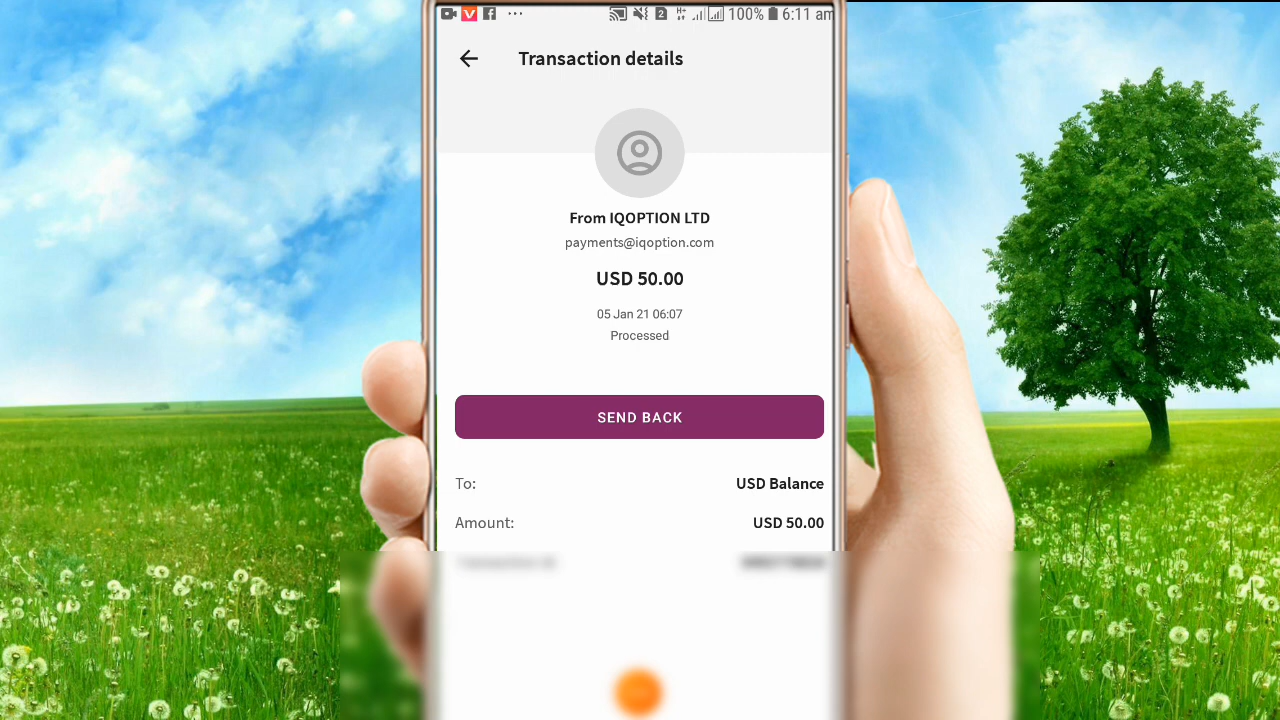 100% 6:11 am
Transaction details
From IQOPTION LTD
payments@iqoption.com
USD 50.00
05 Jan 21 06:07
Processed
SEND BACK
To: USD Balance
Amount: USD 50.00